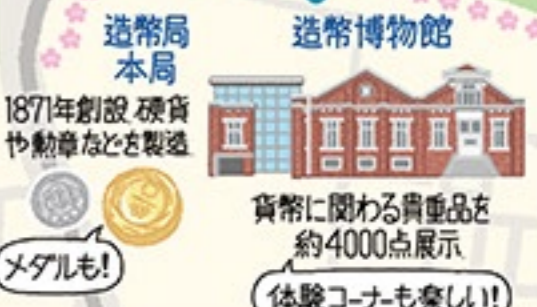 造幣局
本局
1871年創設 硬貨
や勲章などを製造
メダルも!
造幣博物館
貨幣に関わる貴重品を
約4000点展示
体験コーナーも楽しい!